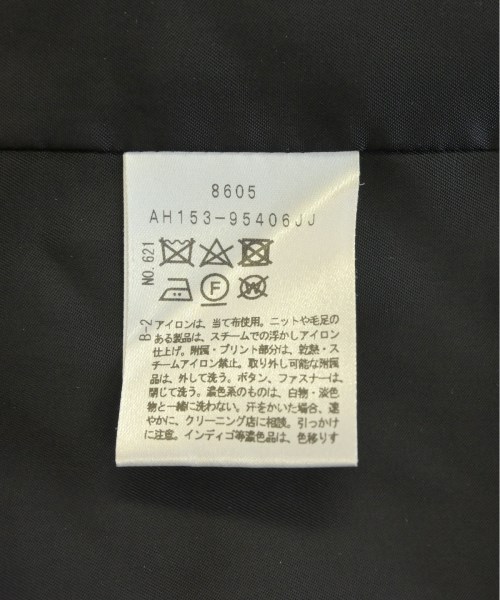 8605
AH153-95406JJ
NO.621
F
W
B-2
アイロンは、当て布使用。ニットや毛足の
ある製品は、スチームでの浮かしアイロン
仕上げ。附属・プリント部分は、乾熱・ス
チームアイロン禁止。取り外し可能な附属
品は、外して洗う。ボタン、ファスナーは、
閉じて洗う。濃色系のものは、白物・淡色
物と一緒に洗わない。汗をかいた場合、速
やかに、クリーニング店に相談。引っかけ
に注意。インディゴ等濃色品は、色移りす